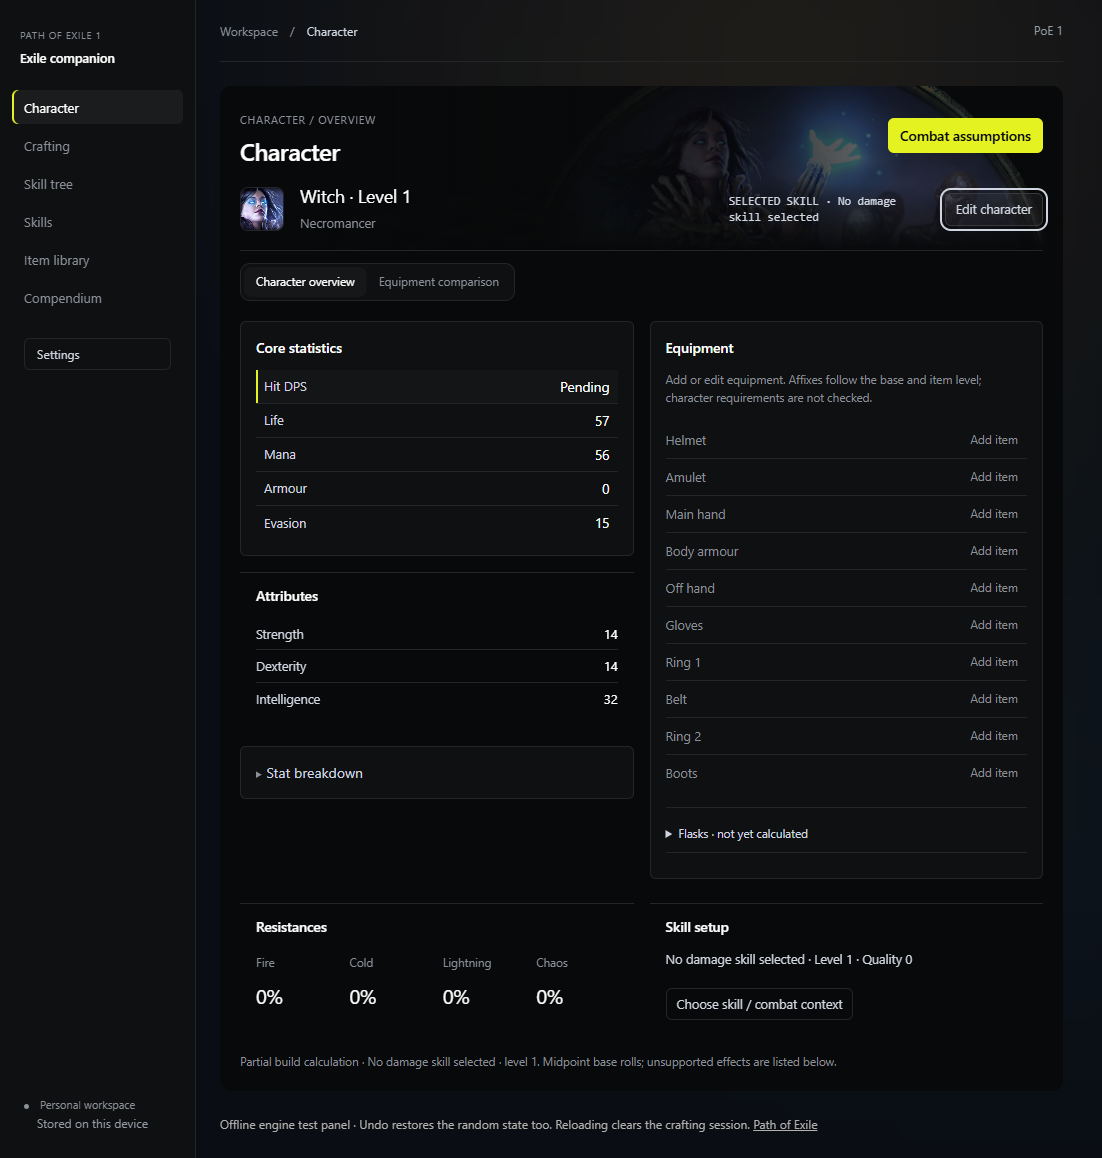 PATH OF EXILE 1
Exile companion
Character
Crafting
Skill tree
Skills
Item library
Compendium
Settings
Personal workspace
Stored on this device
Workspace / Character
PoE 1
CHARACTER / OVERVIEW
Character
Combat assumptions
Witch · Level 1
Necromancer
SELECTED SKILL · No damage
skill selected
Edit character
Character overview
Equipment comparison
Core statistics
Hit DPS Pending
Life 57
Mana 56
Armour 0
Evasion 15
Attributes
Strength 14
Dexterity 14
Intelligence 32
Stat breakdown
Equipment
Add or edit equipment. Affixes follow the base and item level;
character requirements are not checked.
Helmet Add item
Amulet Add item
Main hand Add item
Body armour Add item
Off hand Add item
Gloves Add item
Ring 1 Add item
Belt Add item
Ring 2 Add item
Boots Add item
Flasks · not yet calculated
Resistances
Fire Cold Lightning Chaos
0% 0% 0% 0%
Skill setup
No damage skill selected · Level 1 · Quality 0
Choose skill / combat context
Partial build calculation · No damage skill selected · level 1. Midpoint base rolls; unsupported effects are listed below.
Offline engine test panel · Undo restores the random state too. Reloading clears the crafting session. Path of Exile